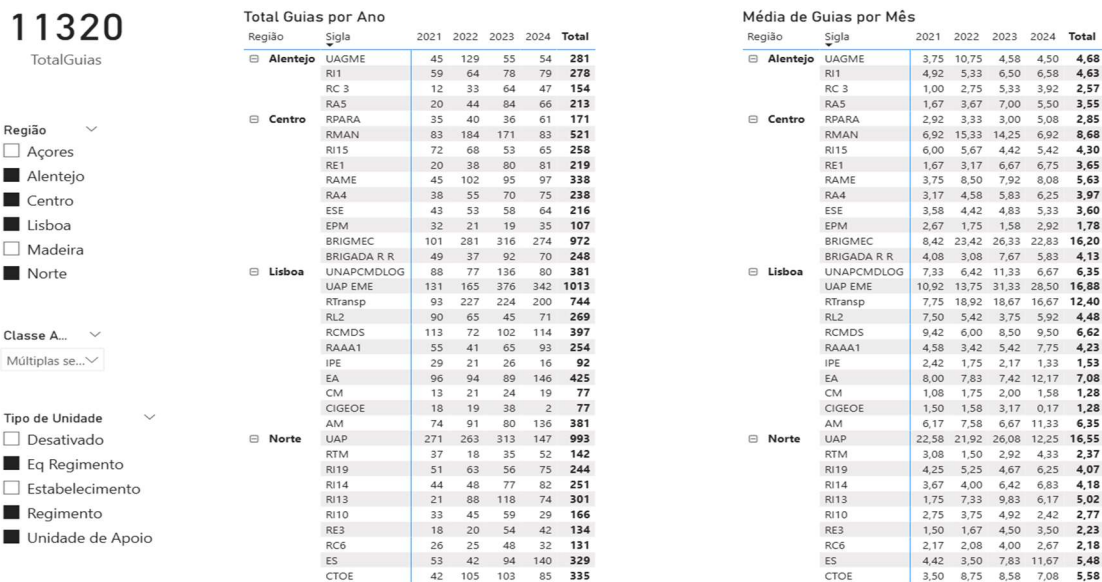 11320
TotalGuias
Região
Açores
Alentejo
Centro
Lisboa
Madeira
Norte
Classe A...
Múltiplas se...
Tipo de Unidade
Desativado
Eq Regimento
Estabelecimento
Regimento
Unidade de Apoio
Total Guias por Ano
Região Sigla 2021 2022 2023 2024 Total
Alentejo UAGME 45 129 55 54 281
RI1 59 64 78 79 278
RC 3 12 33 64 47 154
RA5 20 44 84 66 213
Centro RPARA 35 40 36 61 171
RMAN 83 184 171 83 521
RI15 72 68 53 65 258
RE1 20 38 80 81 219
RAME 45 102 95 97 338
RA4 38 55 70 75 238
ESE 43 53 58 64 216
EPM 32 21 19 35 107
BRIGMEC 101 281 316 274 972
BRIGADA R R 49 37 92 70 248
Lisboa UNAPCMDLOG 88 77 136 80 381
UAP EME 131 165 376 342 1013
RTransp 93 227 224 200 744
RL2 90 65 45 71 269
RCMDS 113 72 102 114 397
RAAA1 55 41 65 93 254
IPE 29 21 26 16 92
EA 96 94 89 146 425
CM 13 21 24 19 77
CIGEOE 18 19 38 2 77
AM 74 91 80 136 381
Norte UAP 271 263 313 147 993
RTM 37 18 35 52 142
RI19 51 63 56 75 244
RI14 44 48 77 82 251
RI13 21 88 118 74 301
RI10 33 45 59 29 166
RE3 18 20 54 42 134
RC6 26 25 48 32 131
ES 53 42 94 140 329
CTOE 42 105 103 85 335
Média de Guias por Mês
Região Sigla 2021 2022 2023 2024 Total
Alentejo UAGME 3,75 10,75 4,58 4,50 4,68
RI1 4,92 5,33 6,50 6,58 4,63
RC 3 1,00 2,75 5,33 3,92 2,57
RA5 1,67 3,67 7,00 5,50 3,55
Centro RPARA 2,92 3,33 3,00 5,08 2,85
RMAN 6,92 15,33 14,25 6,92 8,68
RI15 6,00 5,67 4,42 5,42 4,30
RE1 1,67 3,17 6,67 6,75 3,65
RAME 3,75 8,50 7,92 8,08 5,63
RA4 3,17 4,58 5,83 6,25 3,97
ESE 3,58 4,42 4,83 5,33 3,60
EPM 2,67 1,75 1,58 2,92 1,78
BRIGMEC 8,42 23,42 26,33 22,83 16,20
BRIGADA R R 4,08 3,08 7,67 5,83 4,13
Lisboa UNAPCMDLOG 7,33 6,42 11,33 6,67 6,35
UAP EME 10,92 13,75 31,33 28,50 16,88
RTransp 7,75 18,92 18,67 16,67 12,40
RL2 7,50 5,42 3,75 5,92 4,48
RCMDS 9,42 6,00 8,50 9,50 6,62
RAAA1 4,58 3,42 5,42 7,75 4,23
IPE 2,42 1,75 2,17 1,33 1,53
EA 8,00 7,83 7,42 12,17 7,08
CM 1,08 1,75 2,00 1,58 1,28
CIGEOE 1,50 1,58 3,17 0,17 1,28
AM 6,17 7,58 6,67 11,33 6,35
Norte UAP 22,58 21,92 26,08 12,25 16,55
RTM 3,08 1,50 2,92 4,33 2,37
RI19 4,25 5,25 4,67 6,25 4,07
RI14 3,67 4,00 6,42 6,83 4,18
RI13 1,75 7,33 9,83 6,17 5,02
RI10 2,75 3,75 4,92 2,42 2,77
RE3 1,50 1,67 4,50 3,50 2,23
RC6 2,17 2,08 4,00 2,67 2,18
ES 4,42 3,50 7,83 11,67 5,48
CTOE 3,50 8,75 8,58 7,08 5,58